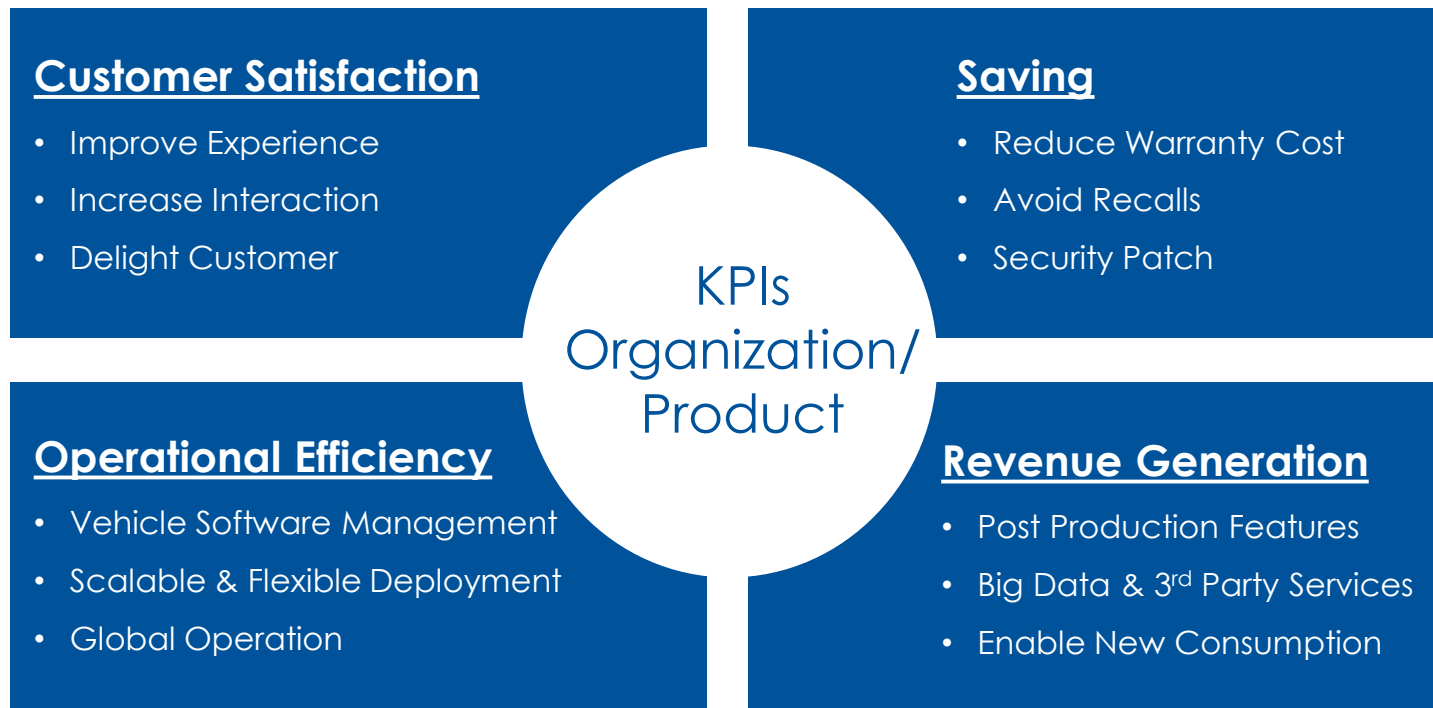 Customer Satisfaction
• Improve Experience
• Increase Interaction
• Delight Customer
Saving
• Reduce Warranty Cost
• Avoid Recalls
• Security Patch
KPIs
Organization/
Product
Operational Efficiency
• Vehicle Software Management
• Scalable & Flexible Deployment
• Global Operation
Revenue Generation
• Post Production Features
• Big Data & 3rd Party Services
• Enable New Consumption